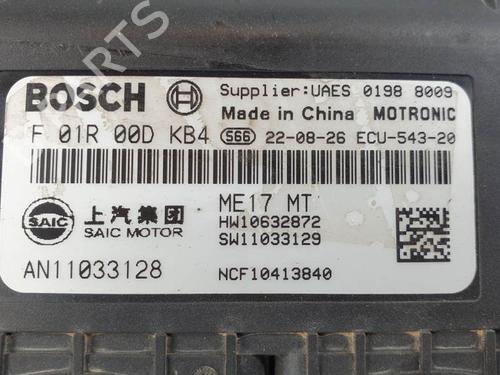 BOSCH
Supplier:UAES 0198 8009
Made in China MOTRONIC
F 01R 00D KB4 S66 22-08-26 ECU-543-20
ME17 MT
HW10632872
SW11033129
SAIC
上汽集团
SAIC MOTOR
AN11033128
NCF10413840